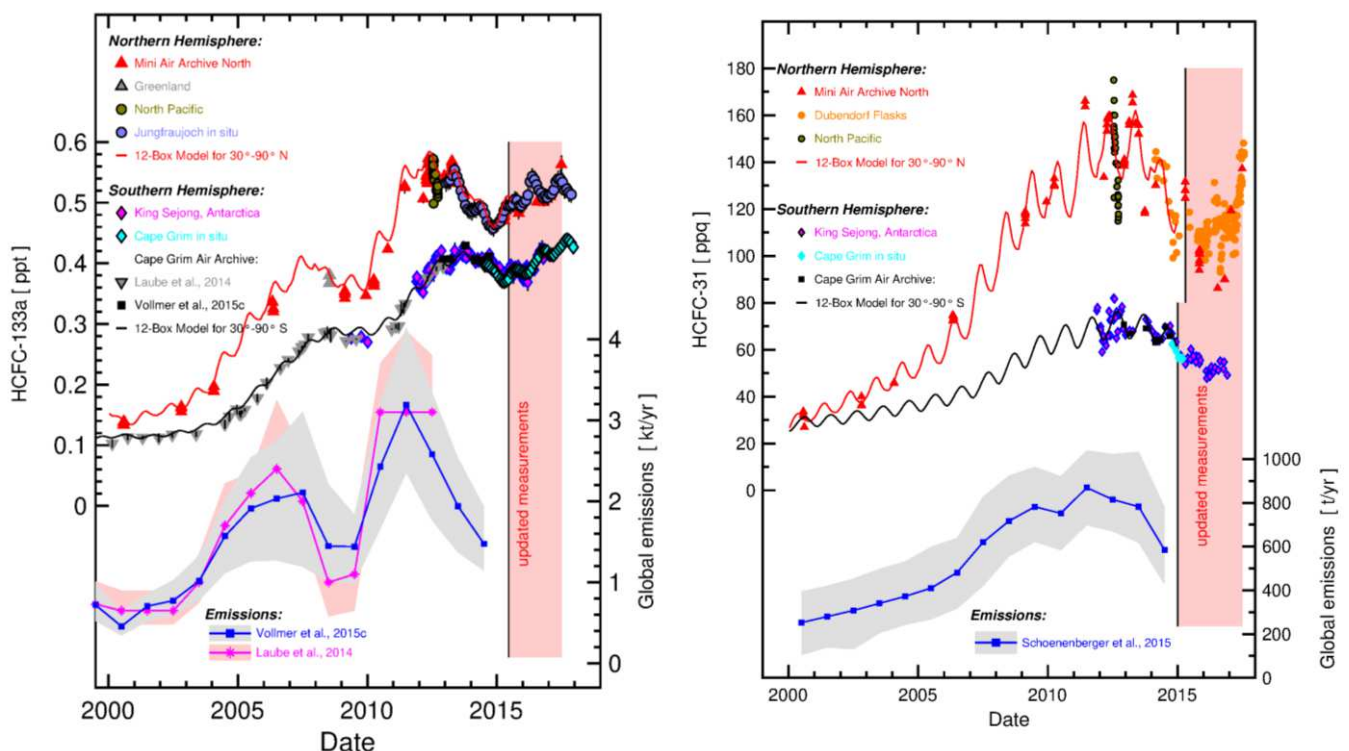 Northern Hemisphere:
Mini Air Archive North
Greenland
North Pacific
Jungfraujoch in situ
12-Box Model for 30°-90° N
Southern Hemisphere:
King Sejong, Antarctica
Cape Grim in situ
Cape Grim Air Archive:
Laube et al., 2014
Vollmer et al., 2015c
12-Box Model for 30°-90° S
HCFC-133a [ ppt ]
0.6
0.5
0.4
0.3
0.2
0.1
0
4
3
2
1
0
Global emissions [ kt/yr ]
updated measurements
Emissions:
Vollmer et al., 2015c
Laube et al., 2014
2000
2005
2010
2015
Date
Northern Hemisphere:
Mini Air Archive North
Dubendorf Flasks
North Pacific
12-Box Model for 30°-90° N
Southern Hemisphere:
King Sejong, Antarctica
Cape Grim in situ
Cape Grim Air Archive:
12-Box Model for 30°-90° S
HCFC-31 [ ppq ]
180
160
140
120
100
80
60
40
20
0
1000
800
600
400
200
0
Global emissions [ t/yr ]
updated measurements
Emissions:
Schoenenberger et al., 2015
2000
2005
2010
2015
Date